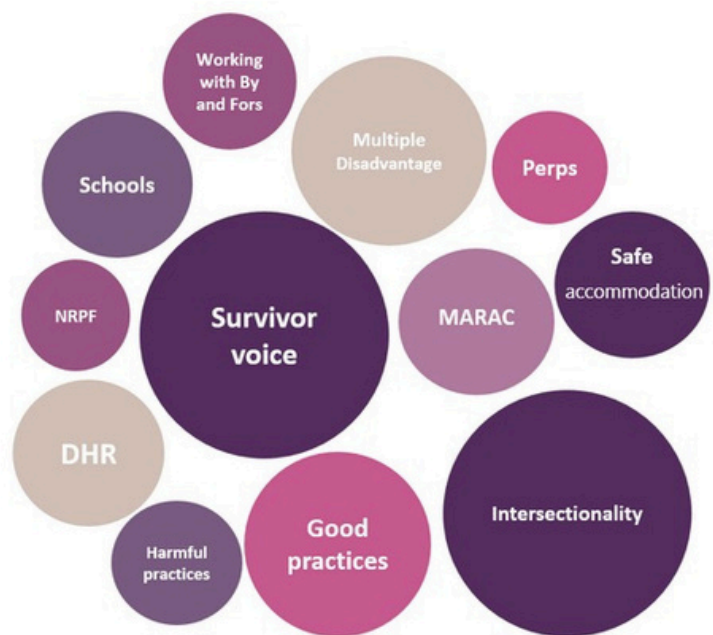 Working
with By
and Fors
Multiple
Disadvantage
Perps
Schools
Safe
accommodation
NRPF
Survivor
voice
MARAC
DHR
Intersectionality
Good
practices
Harmful
practices